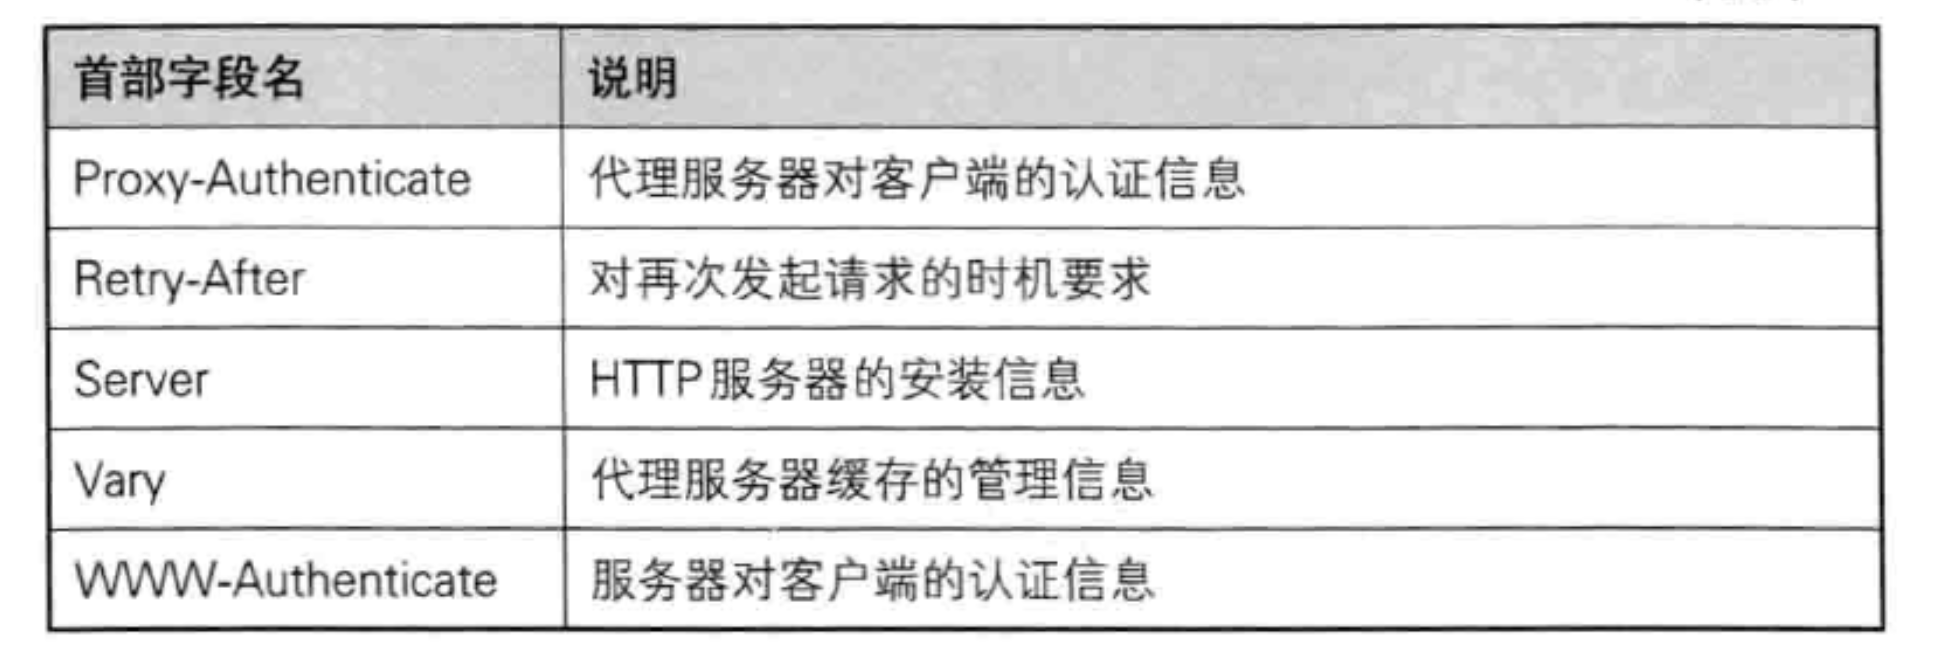 首部字段名 说明
Proxy-Authenticate 代理服务器对客户端的认证信息
Retry-After 对再次发起请求的时机要求
Server HTTP服务器的安装信息
Vary 代理服务器缓存的管理信息
WWW-Authenticate 服务器对客户端的认证信息